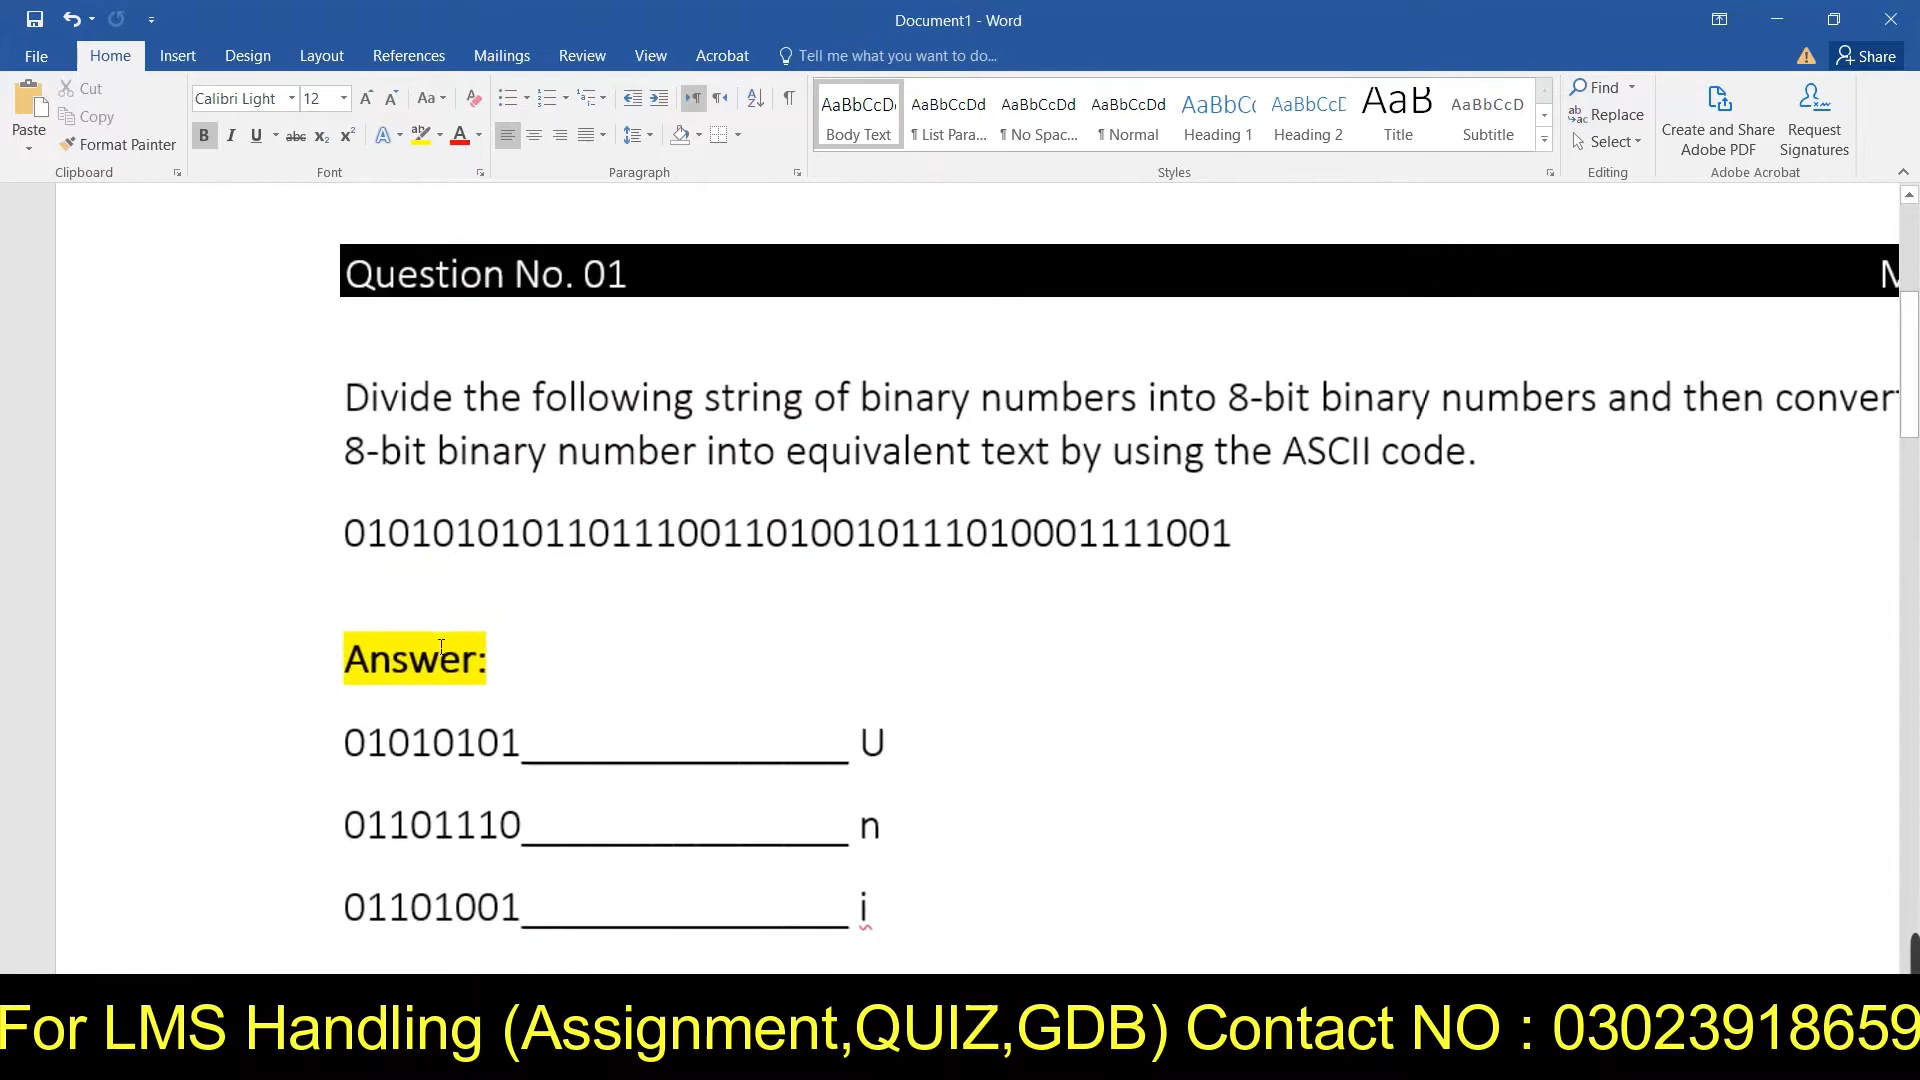 Document1 - Word
File Home Insert Design Layout References Mailings Review View Acrobat Tell me what you want to do... Share
Paste
Cut
Copy
Format Painter
Clipboard
Calibri Light 12
Font
Paragraph
AaBbCcD AaBbCcDd AaBbCcDd AaBbCcDd AaBbC AaBbCcE AaB AaBbCcD
Body Text ¶ List Para... ¶ No Spac... ¶ Normal Heading 1 Heading 2 Title Subtitle
Styles
Find
Replace
Select
Editing
Create and Share Adobe PDF
Request Signatures
Adobe Acrobat
Question No. 01 M
Divide the following string of binary numbers into 8-bit binary numbers and then conver
8-bit binary number into equivalent text by using the ASCII code.
0101010101101110011010010111010001111001
Answer:
01010101_______________ U
01101110_______________ n
01101001_______________ i
For LMS Handling (Assignment,QUIZ,GDB) Contact NO : 03023918659